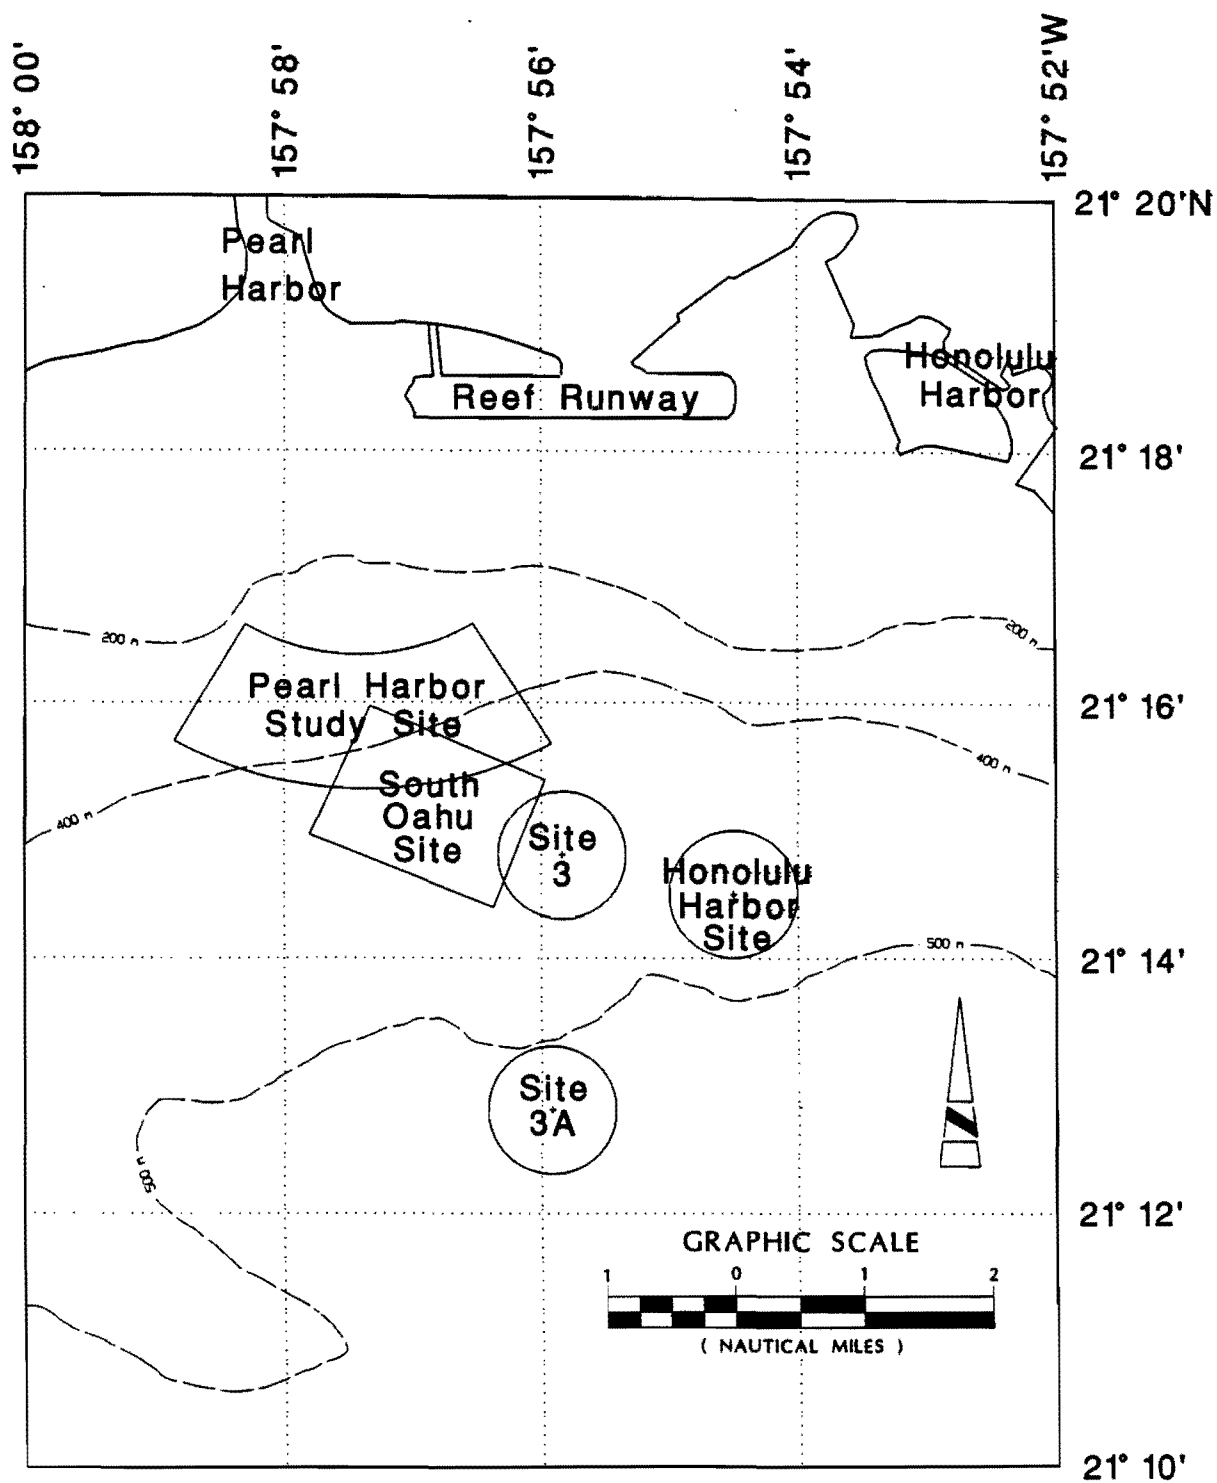 158° 00'
157° 58'
157° 56'
157° 54'
157° 52'W
21° 20'N
Pearl
Harbor
Honolulu
Harbor
Reef Runway
21° 18'
200 m
200 m
Pearl Harbor
Study Site
21° 16'
400 m
400 m
South
Oahu
Site
Site
3
Honolulu
Harbor
Site
500 m
21° 14'
Site
3A
500 m
21° 12'
GRAPHIC SCALE
1 0 1 2
( NAUTICAL MILES )
21° 10'